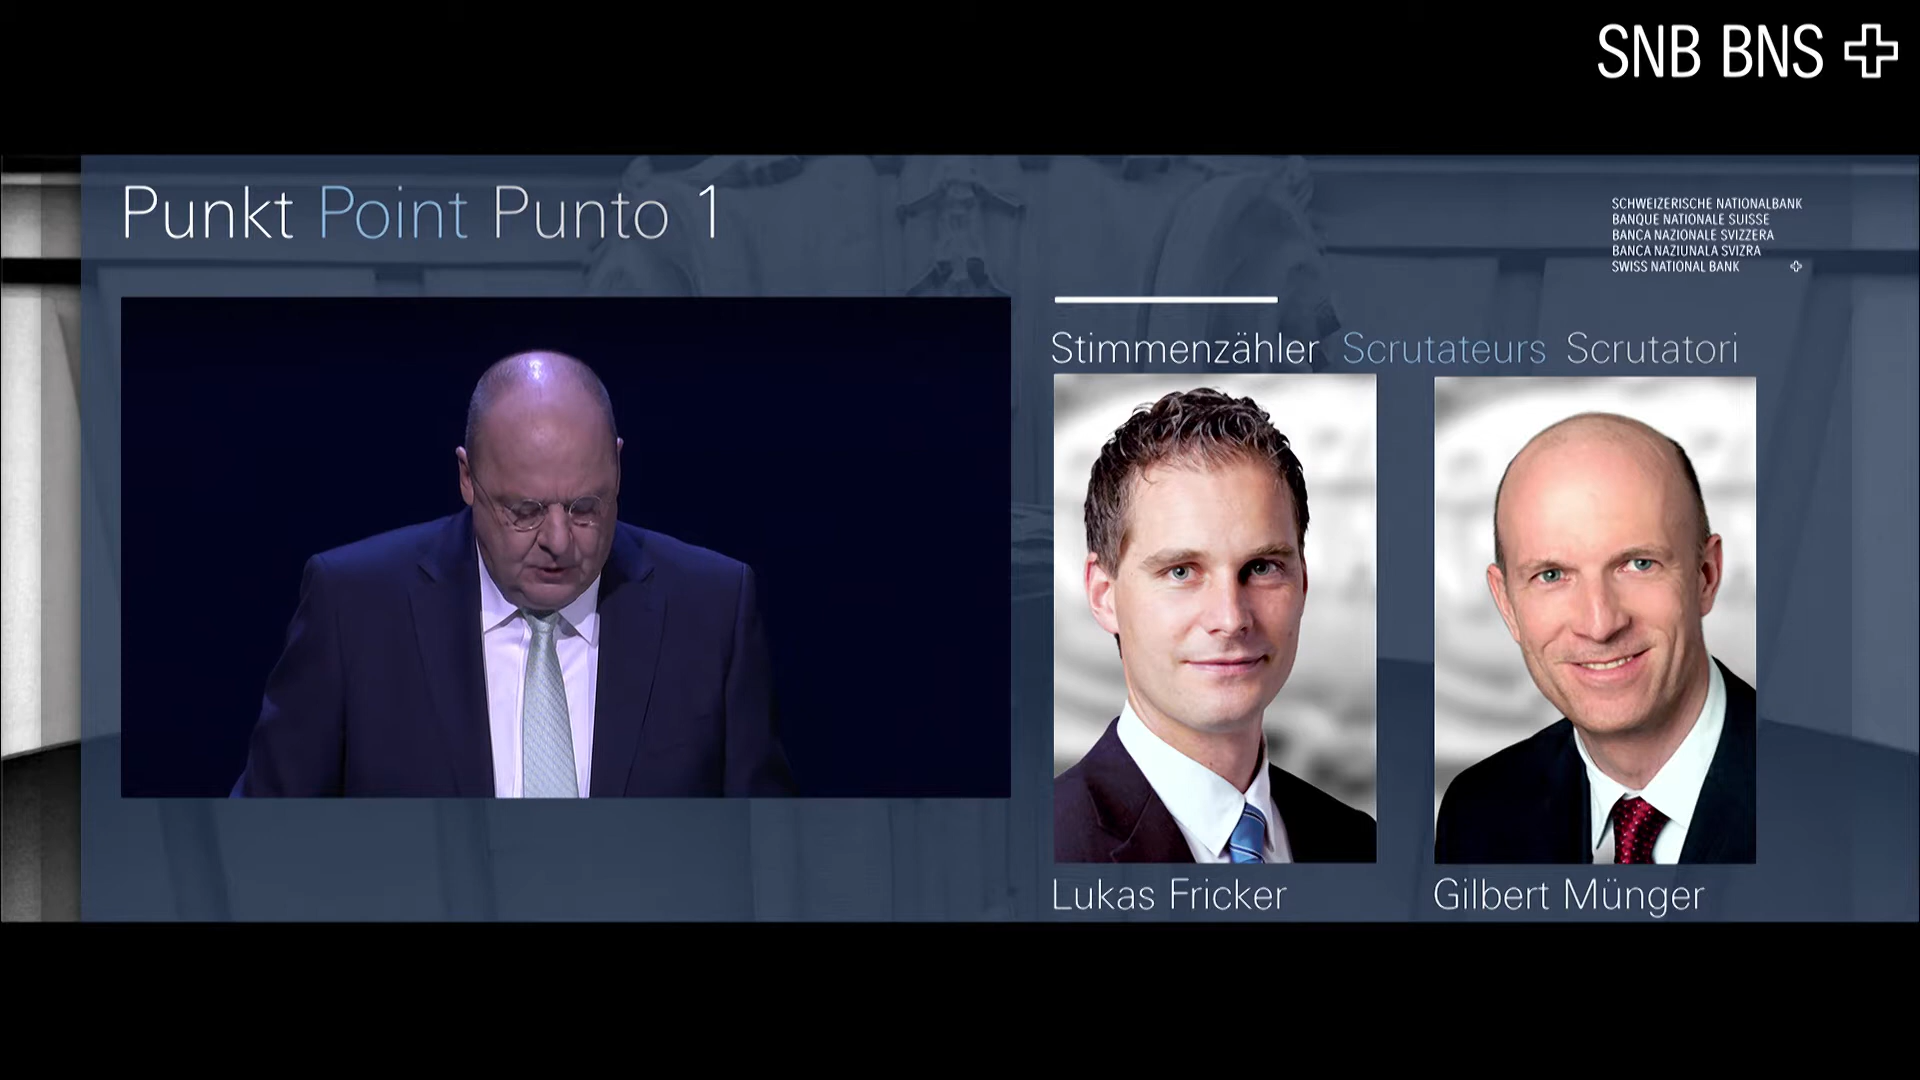 SNB BNS
Punkt Point Punto 1
SCHWEIZERISCHE NATIONALBANK
BANQUE NATIONALE SUISSE
BANCA NAZIONALE SVIZZERA
BANCA NAZIUNALA SVIZRA
SWISS NATIONAL BANK
Stimmenzähler Scrutateurs Scrutatori
Lukas Fricker
Gilbert Münger